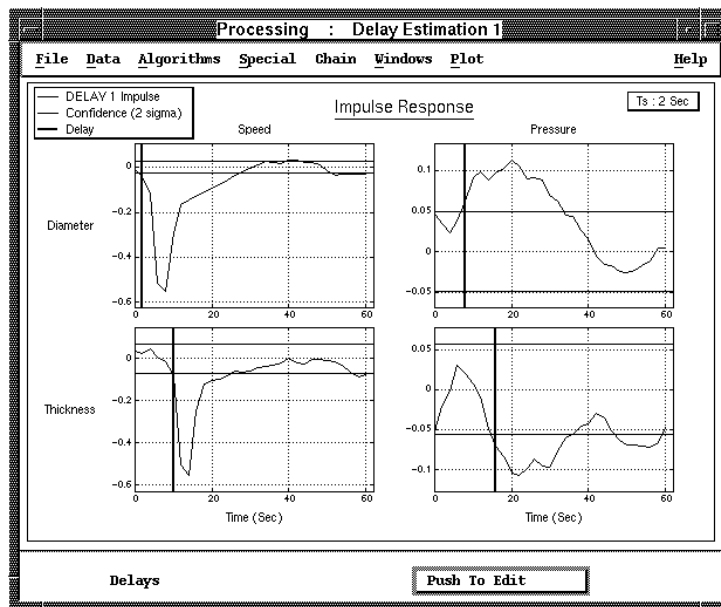 Processing : Delay Estimation 1
File Data Algorithms Special Chain Windows Plot Help
DELAY 1 Impulse
Confidence (2 sigma)
Delay
Impulse Response
Ts : 2 Sec
Speed Pressure
Diameter
0
-0.2
-0.4
-0.6
0 20 40 60
0.1
0.05
0
-0.05
0 20 40 60
Thickness
0
-0.2
-0.4
-0.6
0 20 40 60
Time (Sec)
0.05
0
-0.05
-0.1
0 20 40 60
Time (Sec)
Delays Push To Edit